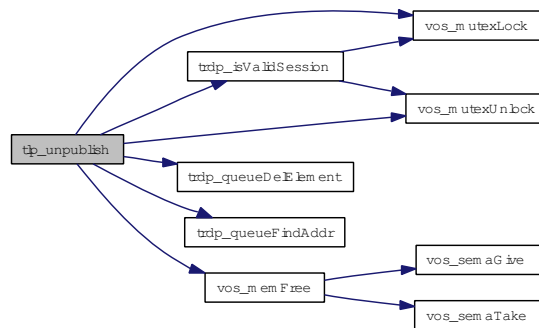 vos_mutexLock
trdp_isValidSession
vos_mutexUnlock
tlp_unpublish
trdp_queueDelElement
trdp_queueFindAddr
vos_semaGive
vos_memFree
vos_semaTake